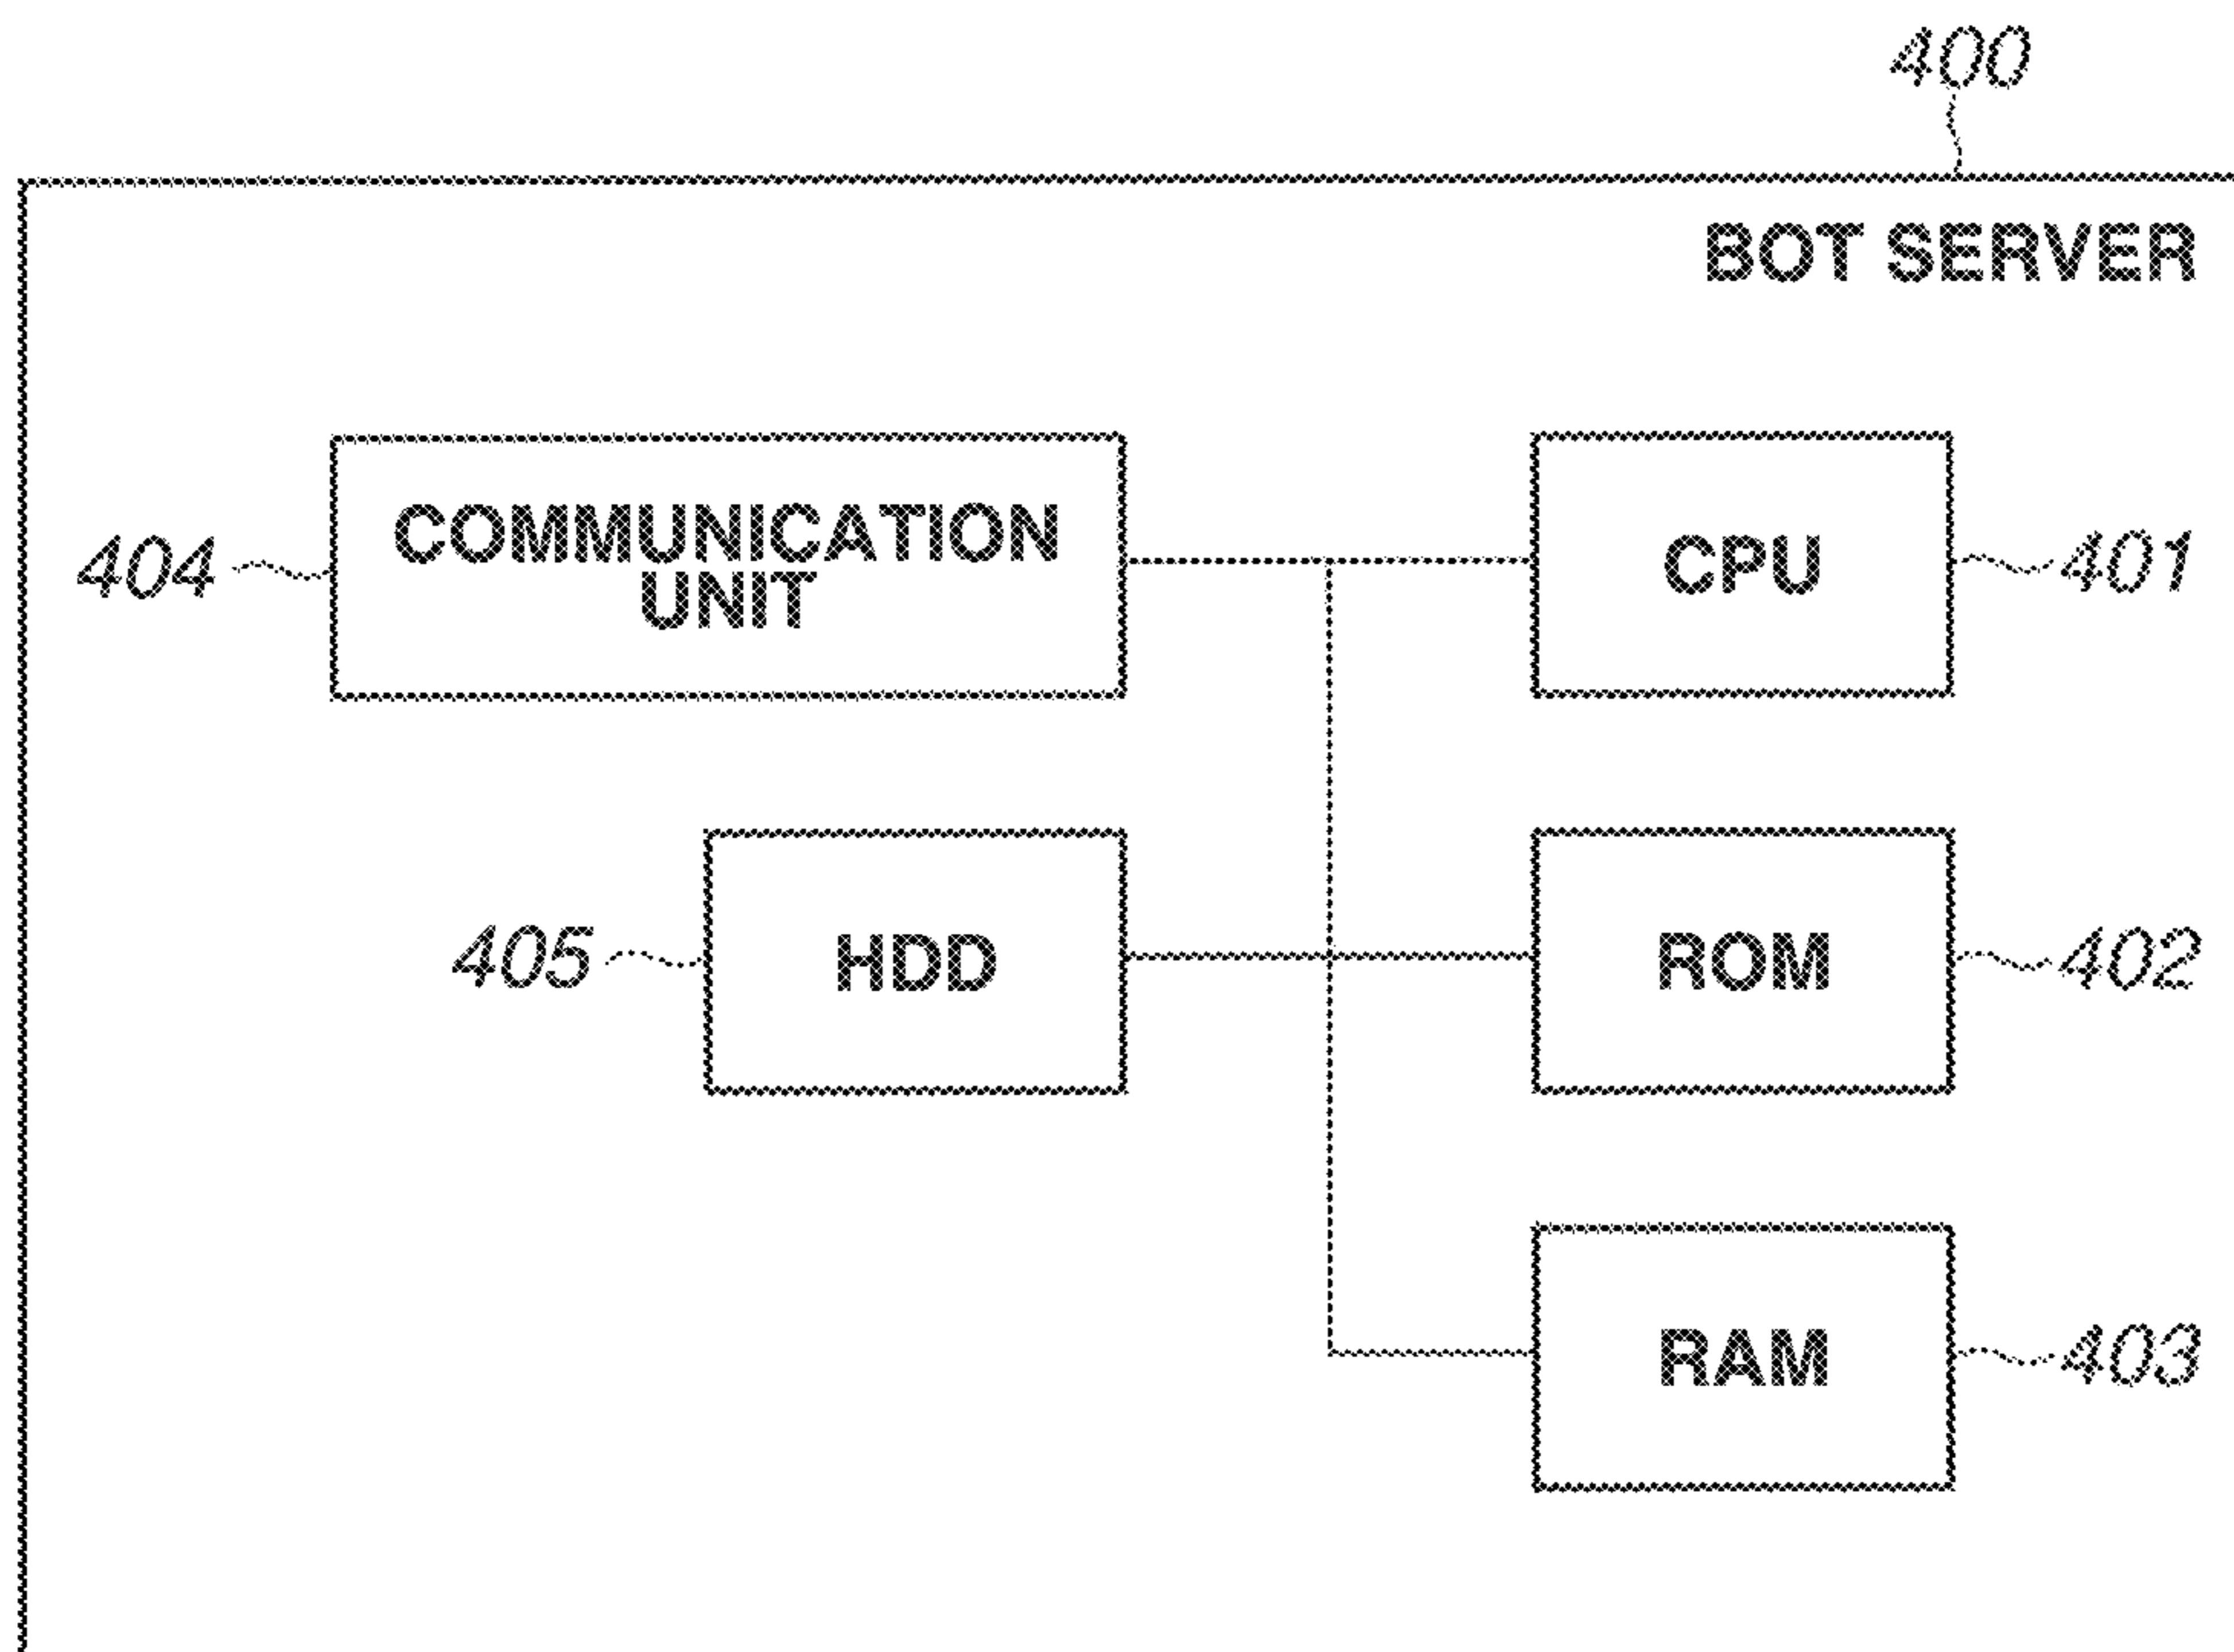 400
BOT SERVER
404
COMMUNICATION
UNIT
CPU
401
405
HDD
ROM
402
RAM
403